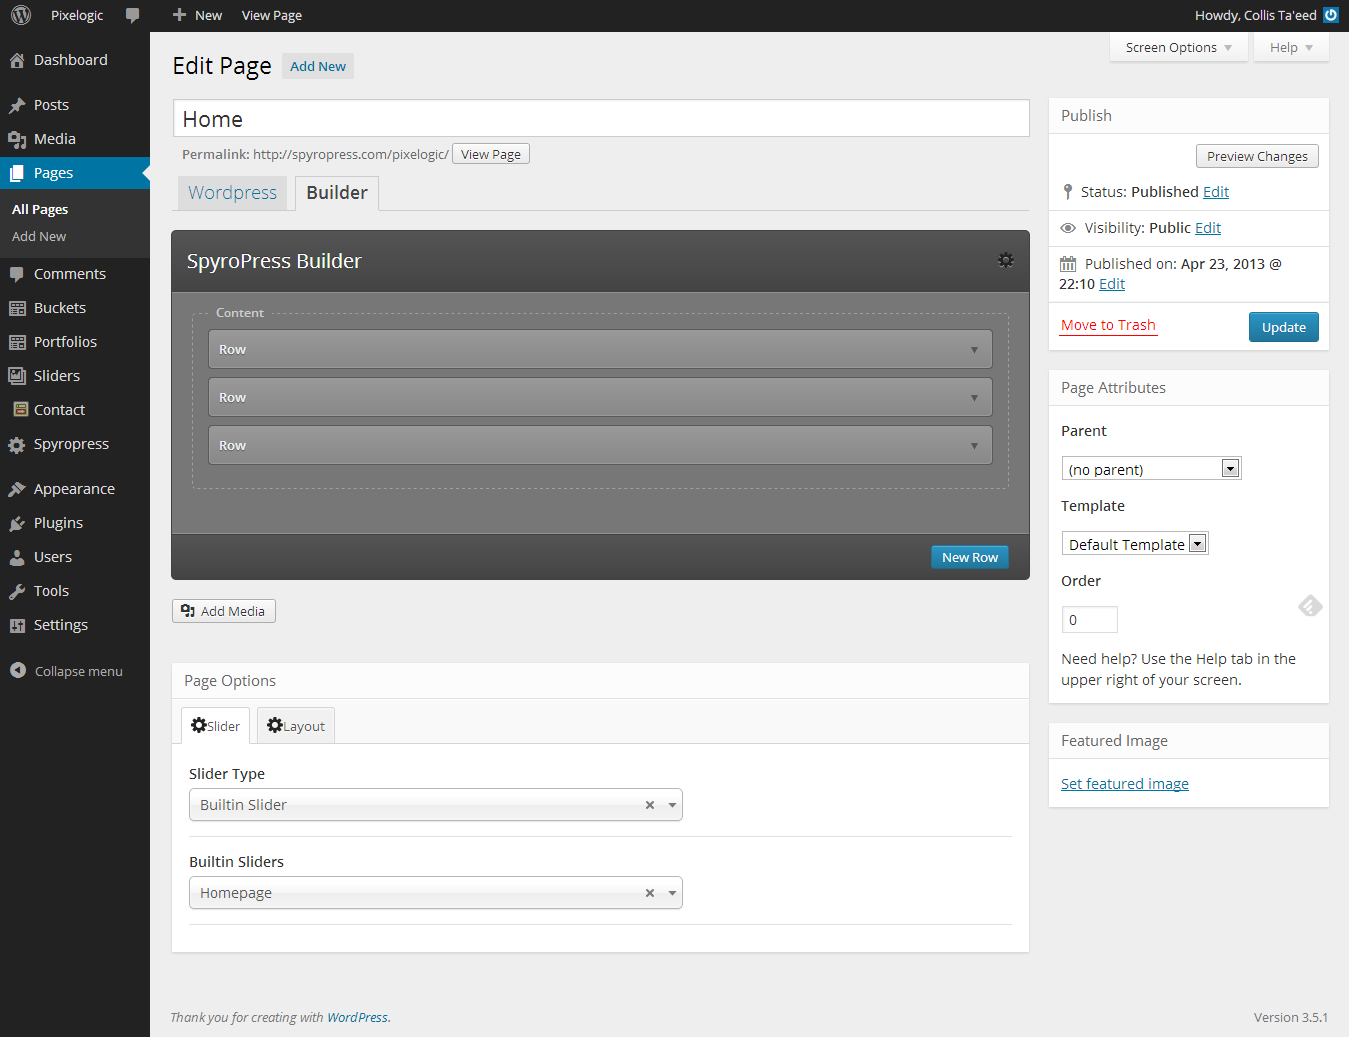 Pixelogic
New
View Page
Howdy, Collis Ta'eed
Dashboard
Posts
Media
Pages
All Pages
Add New
Comments
Buckets
Portfolios
Sliders
Contact
Spyropress
Appearance
Plugins
Users
Tools
Settings
Collapse menu
Screen Options
Help
Edit Page
Add New
Home
Permalink: http://spyropress.com/pixelogic/
View Page
Wordpress
Builder
SpyroPress Builder
Content
Row
Row
Row
New Row
Add Media
Page Options
Slider
Layout
Slider Type
Builtin Slider
Builtin Sliders
Homepage
Publish
Preview Changes
Status: Published Edit
Visibility: Public Edit
Published on: Apr 23, 2013 @
22:10 Edit
Move to Trash
Update
Page Attributes
Parent
(no parent)
Template
Default Template
Order
0
Need help? Use the Help tab in the
upper right of your screen.
Featured Image
Set featured image
Thank you for creating with WordPress.
Version 3.5.1